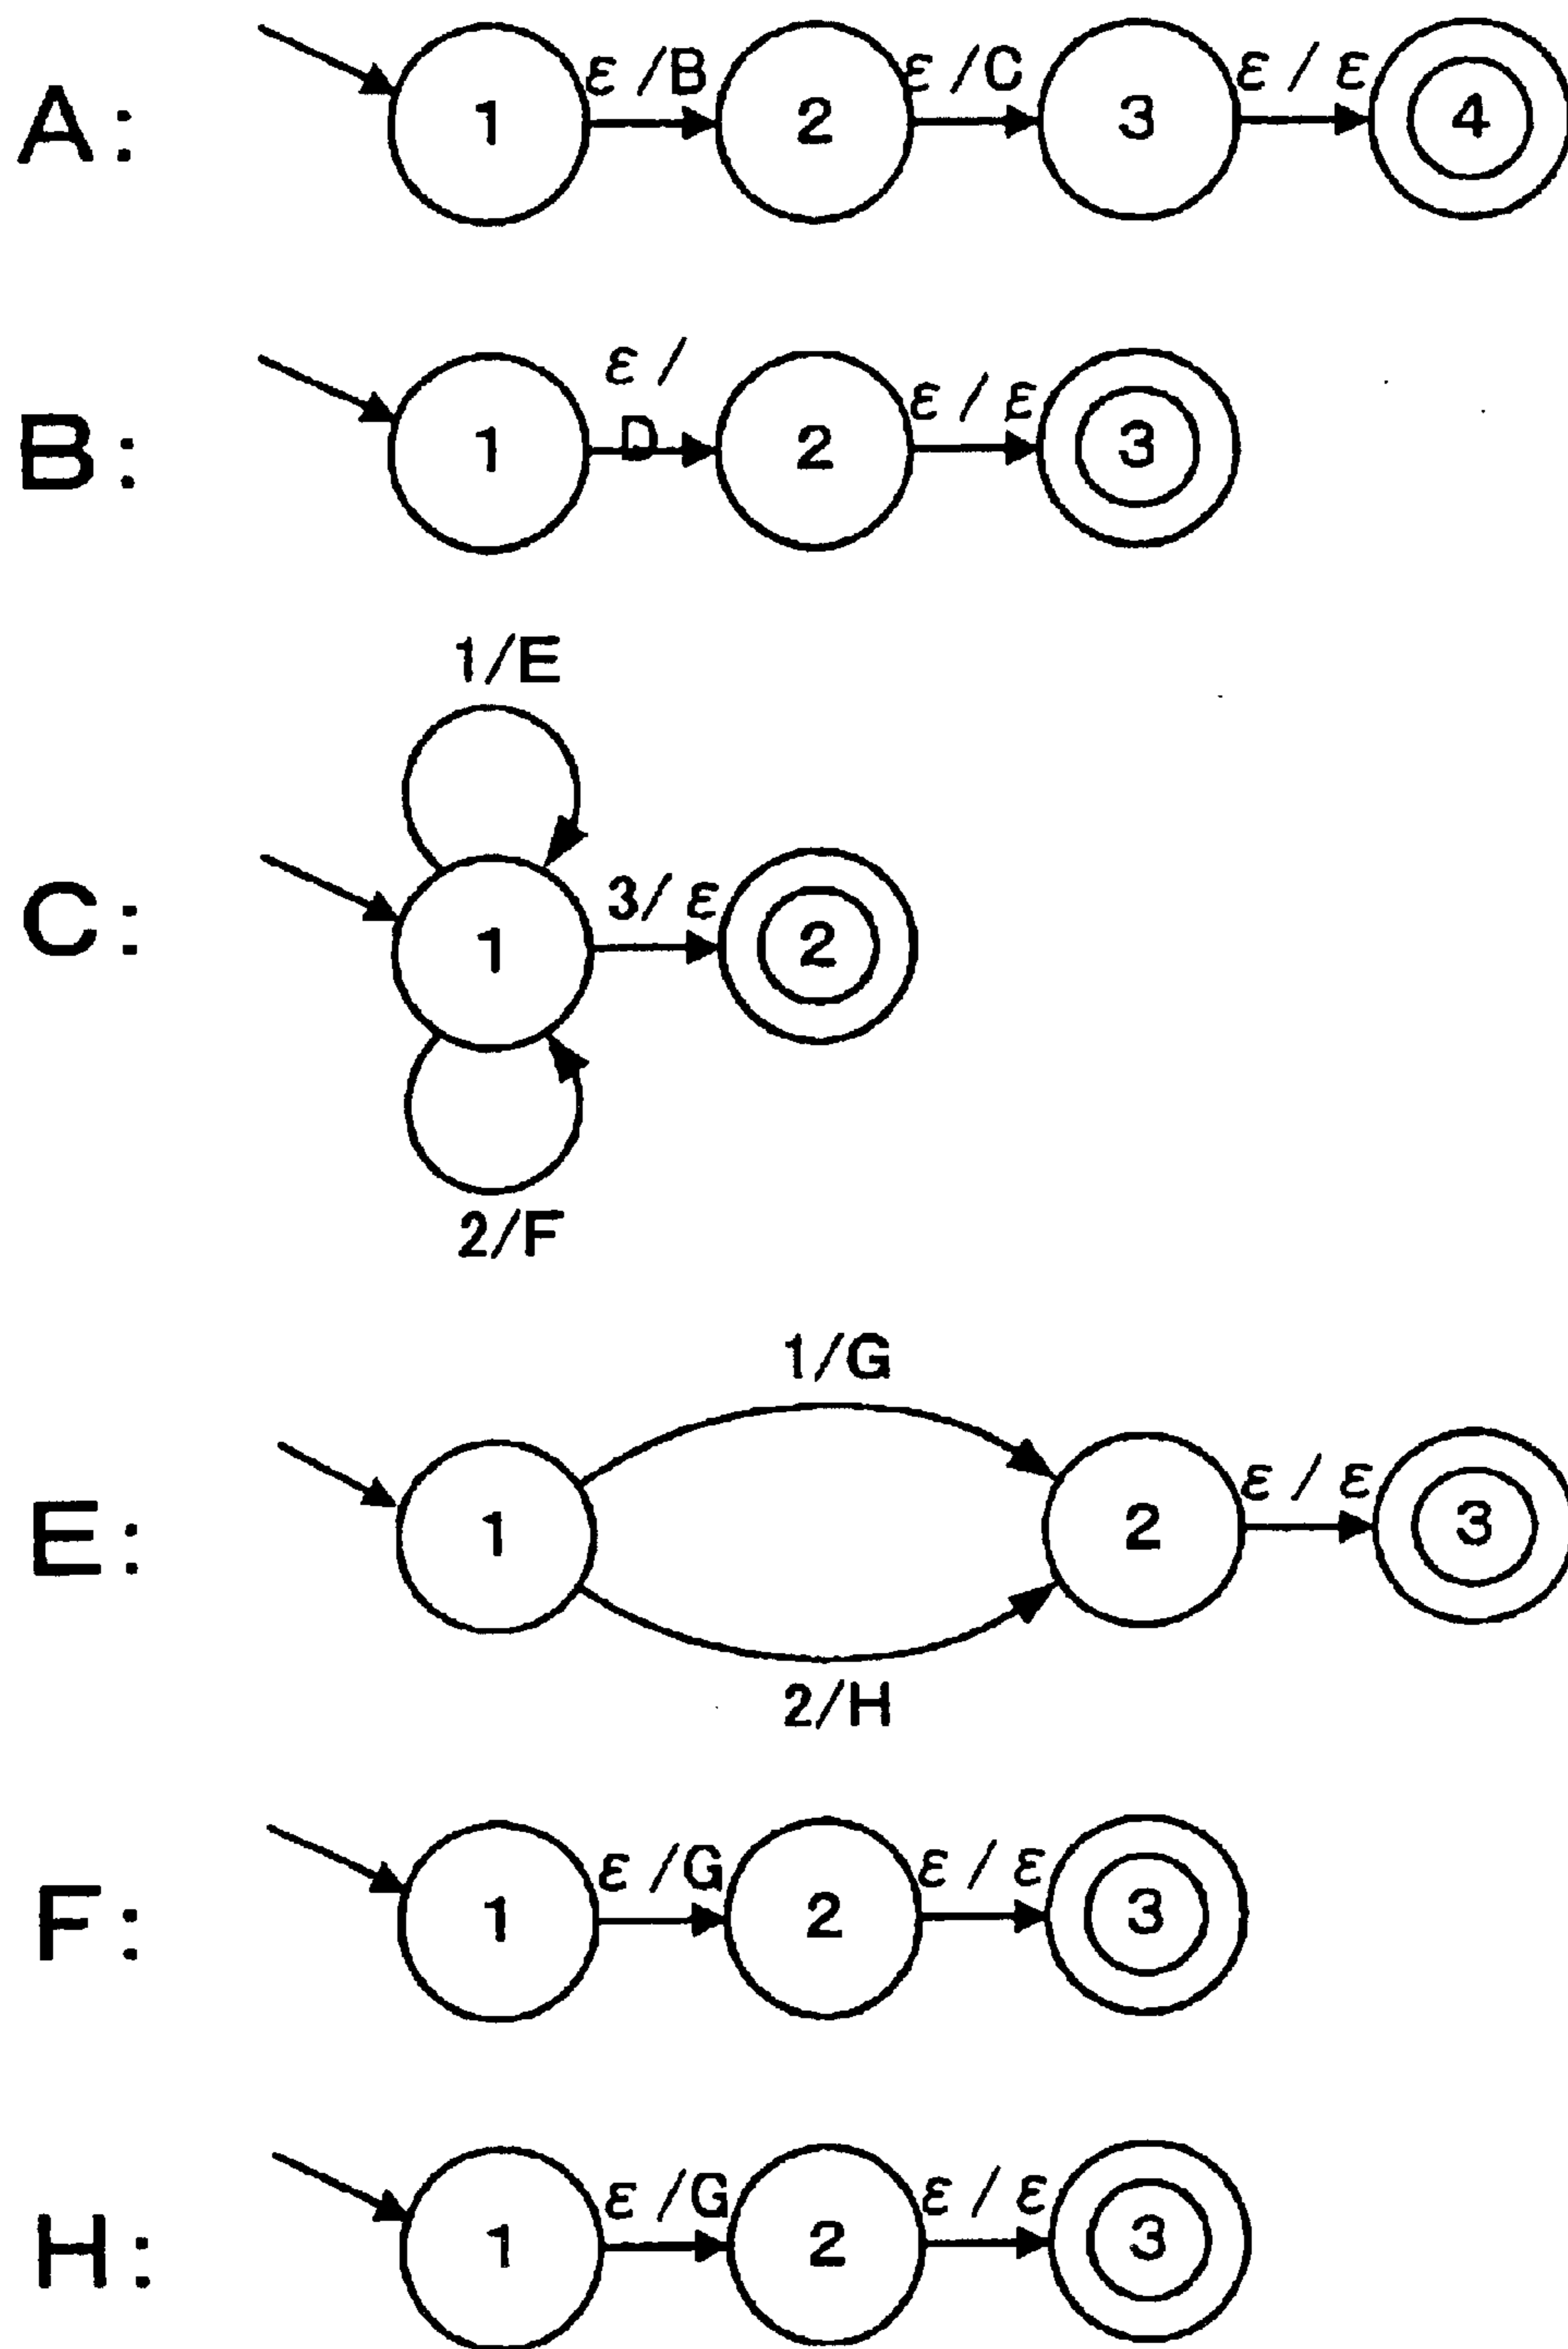 A: 1 ε/B 2 ε/C 3 ε/ε 4
B: 1 ε/D 2 ε/ε 3
1/E
C: 1 3/ε 2
2/F
1/G
E: 1 2 ε/ε 3
2/H
F: 1 ε/G 2 ε/ε 3
H: 1 ε/G 2 ε/ε 3